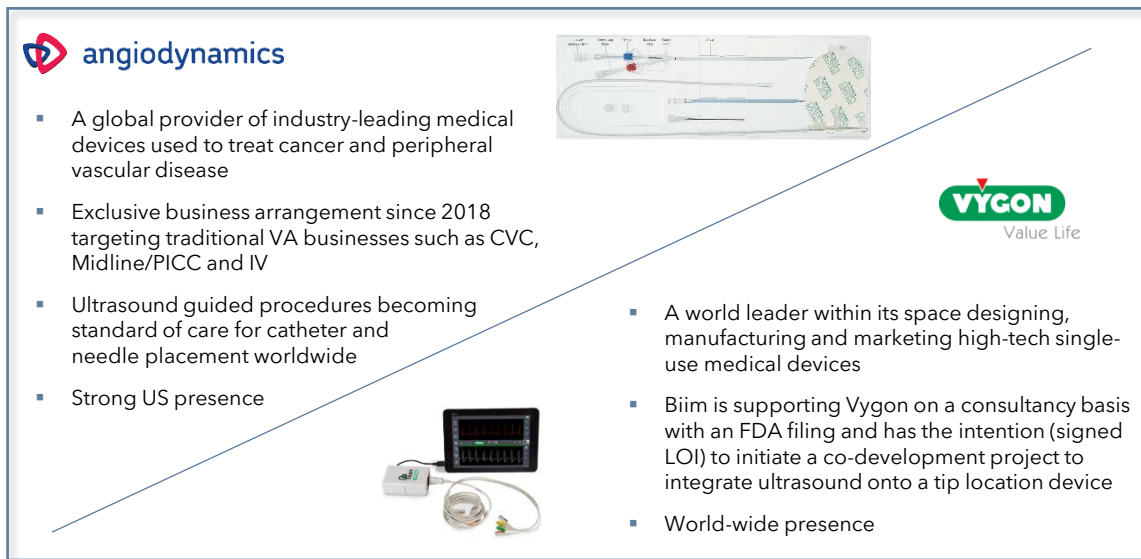 angiodynamics
▪ A global provider of industry-leading medical
devices used to treat cancer and peripheral
vascular disease
▪ Exclusive business arrangement since 2018
targeting traditional VA businesses such as CVC,
Midline/PICC and IV
▪ Ultrasound guided procedures becoming
standard of care for catheter and
needle placement worldwide
▪ Strong US presence
VYGON
Value Life
▪ A world leader within its space designing,
manufacturing and marketing high-tech single-
use medical devices
▪ Biim is supporting Vygon on a consultancy basis
with an FDA filing and has the intention (signed
LOI) to initiate a co-development project to
integrate ultrasound onto a tip location device
▪ World-wide presence